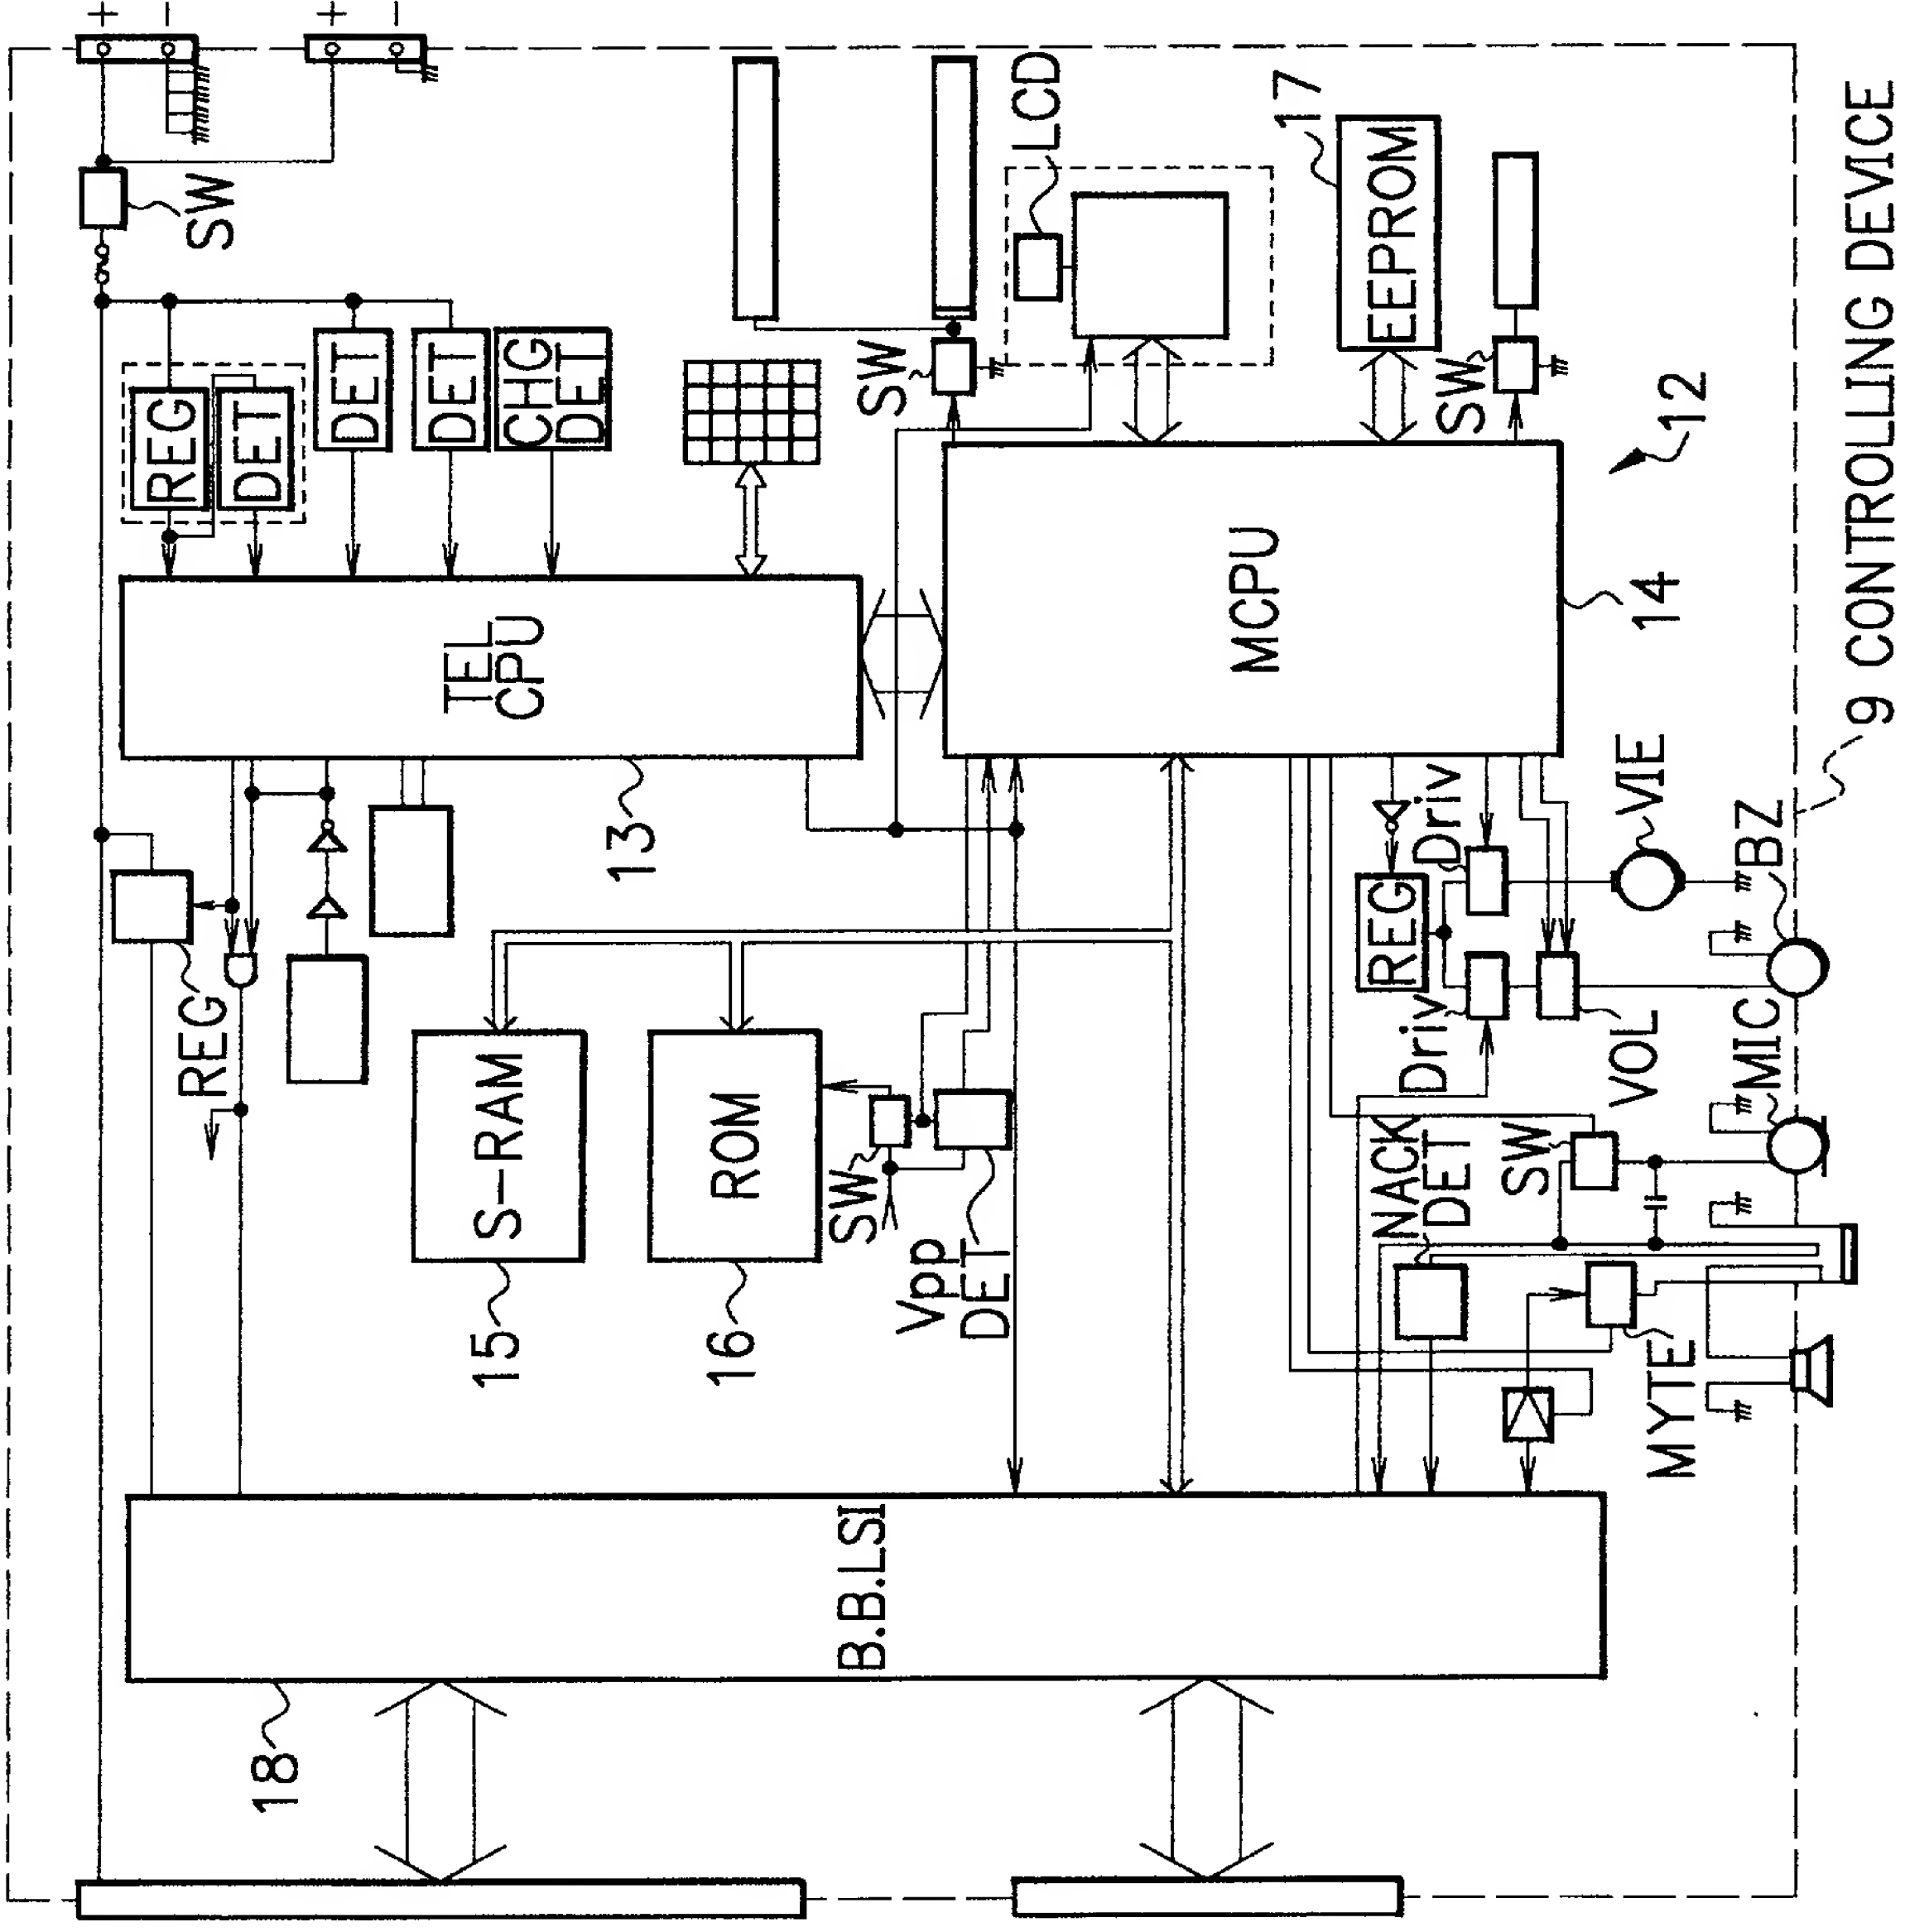 +
−
+
−
SW
REG
DET
DET
DET
CHG
DET
SW
LCD
17
EEPROM
SW
12
TEL
CPU
13
MCPU
14
REG
S-RAM
15
ROM
16
SW
Vpp
DET
REG
Driv
Driv
VOL
VIE
BZ
MIC
NACK
DET
SW
MYTE
B.B.LSI
18
9 CONTROLLING DEVICE